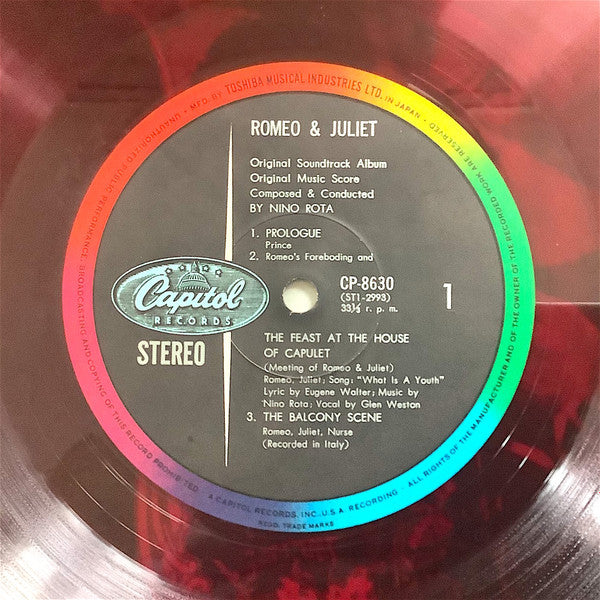 UNAUTHORIZED PUBLIC PERFORMANCE, BROADCASTING AND COPYING OF THIS RECORD PROHIBITED · MFD. BY TOSHIBA MUSICAL INDUSTRIES LTD. IN JAPAN · ALL RIGHTS OF THE MANUFACTURER AND OF THE OWNER OF THE RECORDED WORK ARE RESERVED
ROMEO & JULIET
Original Soundtrack Album
Original Music Score
Composed & Conducted
BY NINO ROTA
1. PROLOGUE
Prince
2. Romeo's Foreboding and
Capitol
RECORDS
STEREO
CP-8630
(ST1-2993)
33⅓ r. p. m.
1
THE FEAST AT THE HOUSE
OF CAPULET
(Meeting of Romeo & Juliet)
Romeo, Juliet; Song: "What Is A Youth"
Lyric by Eugene Walter; Music by
Nino Rota; Vocal by Glen Weston
3. THE BALCONY SCENE
Romeo, Juliet, Nurse
(Recorded in Italy)
A CAPITOL RECORDS, INC., U.S.A. RECORDING
REGD. TRADE MARKS